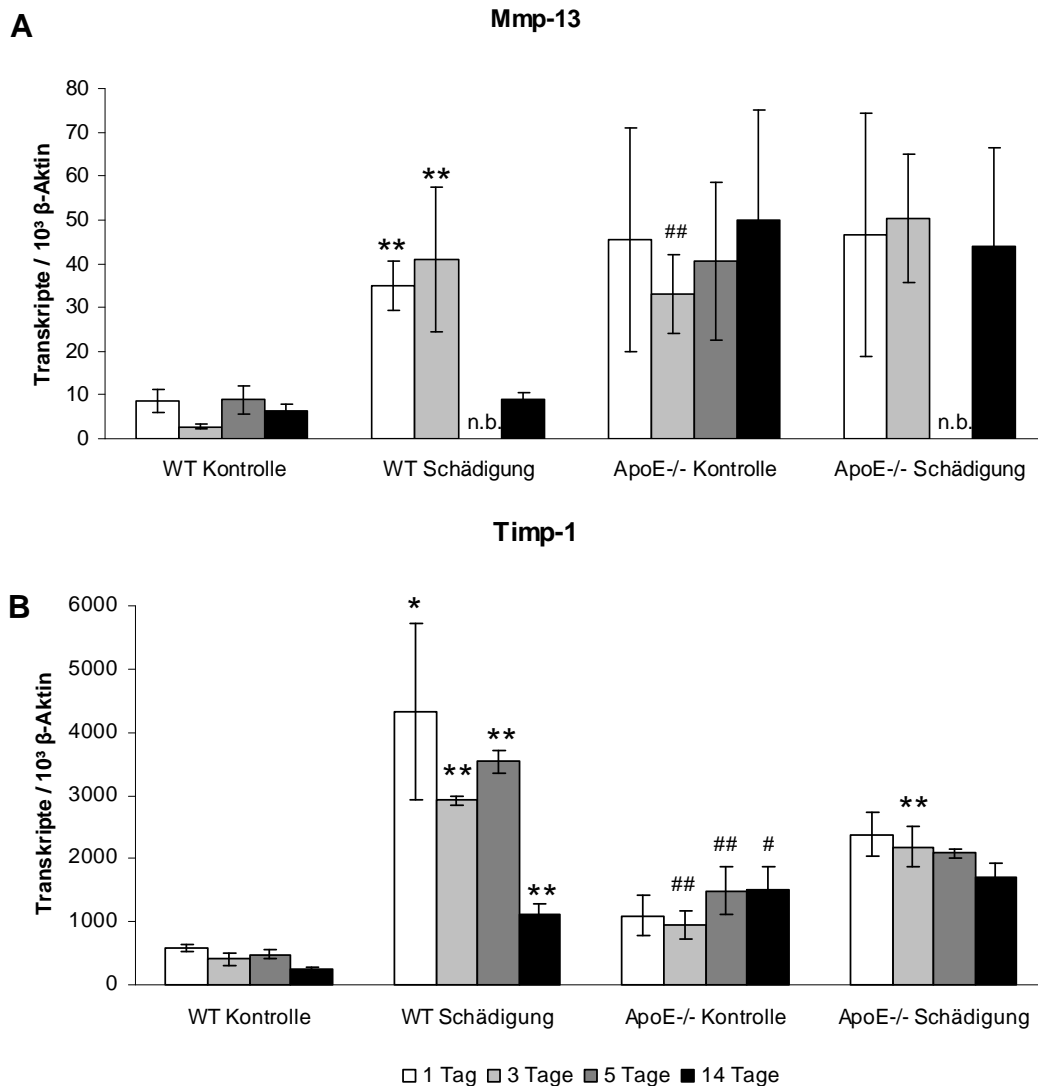 A
Mmp-13
Transkripte / 10³ β-Aktin
80
70
60
50
40
30
20
10
0
**
**
n.b.
##
n.b.
WT Kontrolle
WT Schädigung
ApoE-/- Kontrolle
ApoE-/- Schädigung
Timp-1
B
Transkripte / 10³ β-Aktin
6000
5000
4000
3000
2000
1000
0
*
**
**
**
##
##
#
**
WT Kontrolle
WT Schädigung
ApoE-/- Kontrolle
ApoE-/- Schädigung
1 Tag 3 Tage 5 Tage 14 Tage